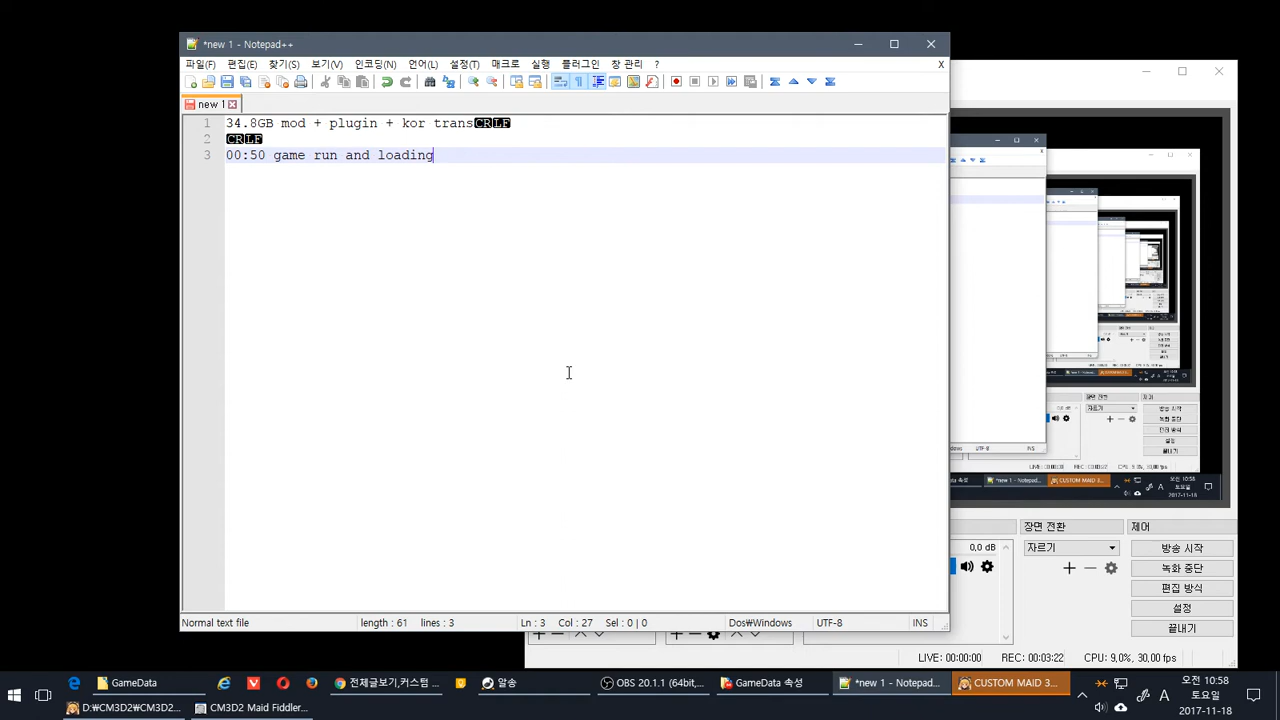 *new 1 - Notepad++
파일(F) 편집(E) 찾기(S) 보기(V) 인코딩(N) 언어(L) 설정(T) 매크로 실행 플러그인 창 관리 ? X
new 1
1 34.8GB mod + plugin + kor transCRLF
2 CRLF
3 00:50 game run and loading
Normal text file length : 61 lines : 3 Ln : 3 Col : 27 Sel : 0 | 0 Dos₩Windows UTF-8 INS
UTF-8 INS
장면 전환 제어
0,0 dB 자르기 방송 시작
녹화 중단
편집 방식
설정
끝내기
LIVE: 00:00:00 REC: 00:03:22 CPU: 9,0%, 30,00 fps
GameData 전체글보기,커스텀 ... 알송 OBS 20.1.1 (64bit,... GameData 속성 *new 1 - Notepad... CUSTOM MAID 3... A 오전 10:58
토요일
D:₩CM3D2₩CM3D2... CM3D2 Maid Fiddler... 2017-11-18